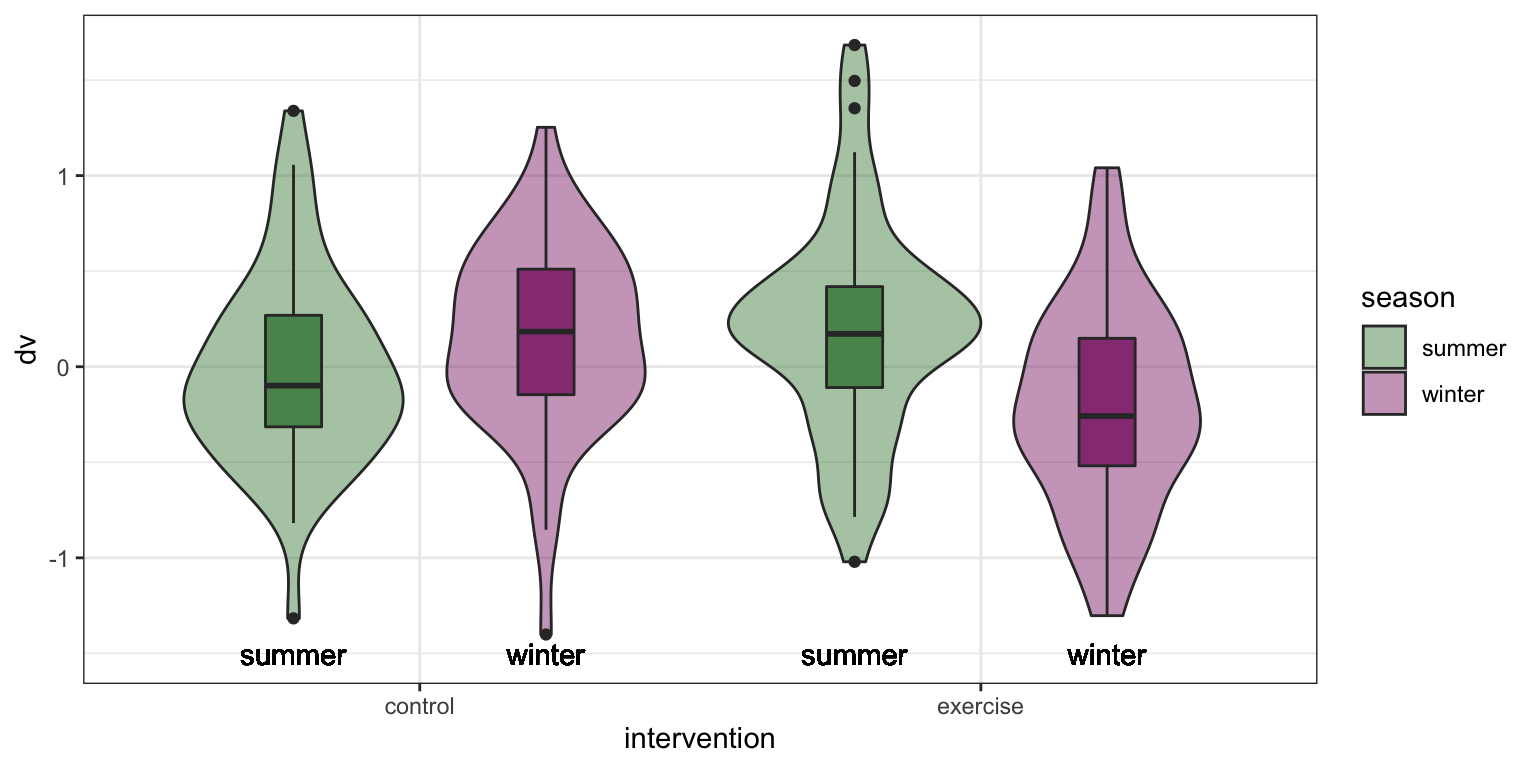 dv
1
0
-1
summer winter summer winter
control exercise
intervention
season
summer
winter